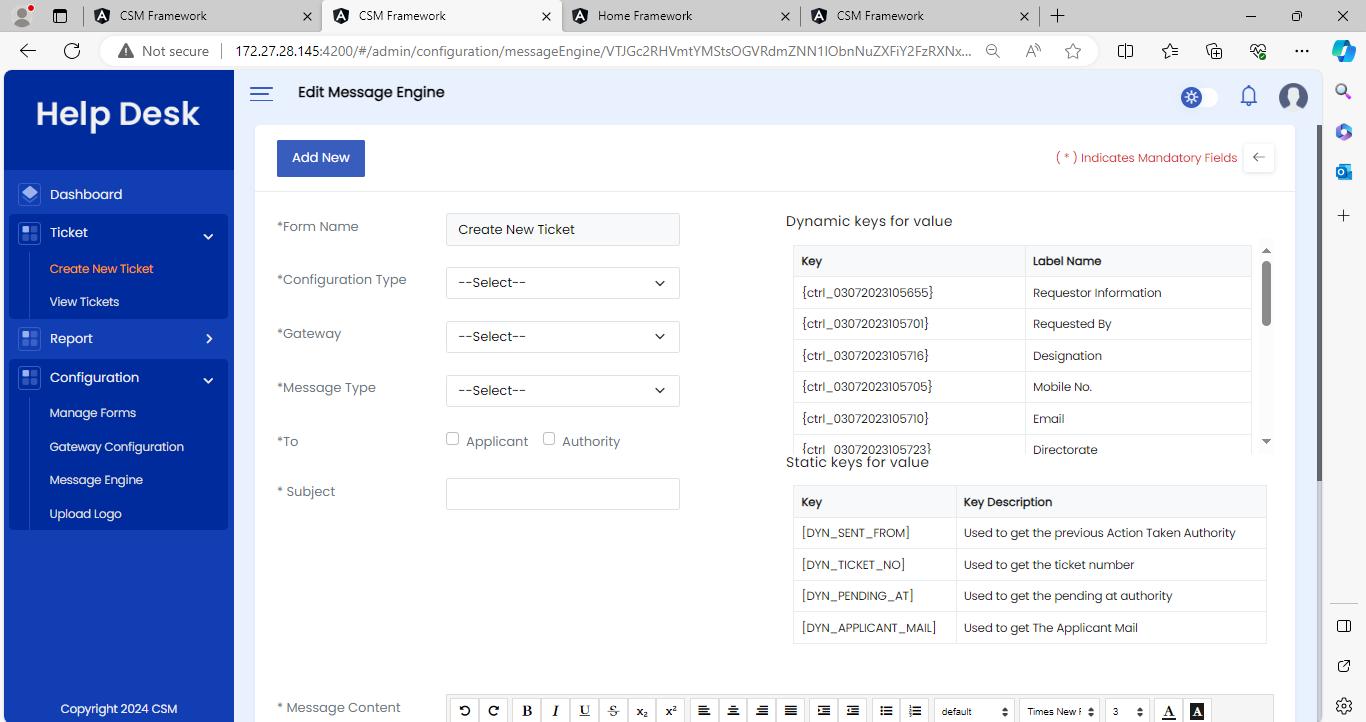 CSM Framework
CSM Framework
Home Framework
CSM Framework
Not secure
172.27.28.145:4200/#/admin/configuration/messageEngine/VTJGc2RHVmtYMStsOGVRdmZNN1lObnNuZXFiY2FzRXNx...
Help Desk
Dashboard
Ticket
Create New Ticket
View Tickets
Report
Configuration
Manage Forms
Gateway Configuration
Message Engine
Upload Logo
Copyright 2024 CSM
Edit Message Engine
Add New
( * ) Indicates Mandatory Fields
*Form Name
Create New Ticket
*Configuration Type
--Select--
*Gateway
--Select--
*Message Type
--Select--
*To
Applicant
Authority
* Subject
Dynamic keys for value
Key Label Name
{ctrl_03072023105655} Requestor Information
{ctrl_03072023105701} Requested By
{ctrl_03072023105716} Designation
{ctrl_03072023105705} Mobile No.
{ctrl_03072023105710} Email
{ctrl_03072023105723} Directorate
Static keys for value
Key Key Description
[DYN_SENT_FROM] Used to get the previous Action Taken Authority
[DYN_TICKET_NO] Used to get the ticket number
[DYN_PENDING_AT] Used to get the pending at authority
[DYN_APPLICANT_MAIL] Used to get The Applicant Mail
* Message Content
B I U S x₂ x² default Times New F 3 A A